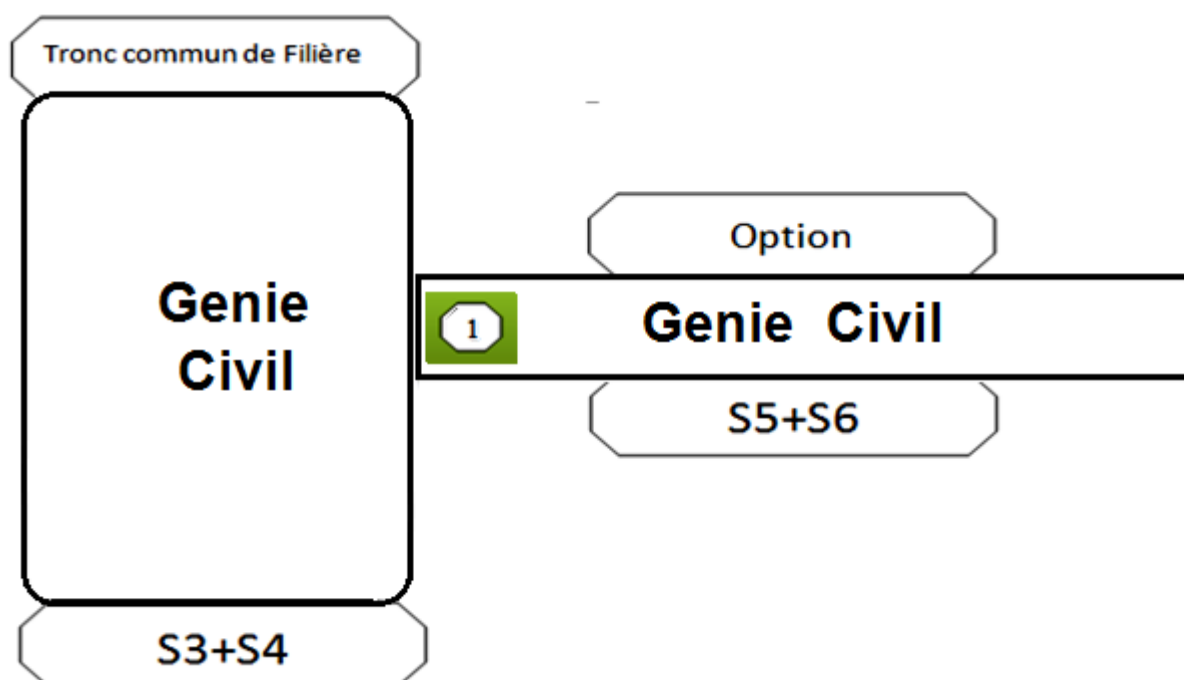 Tronc commun de Filière
Genie
Civil
S3+S4
Option
1
Genie Civil
S5+S6